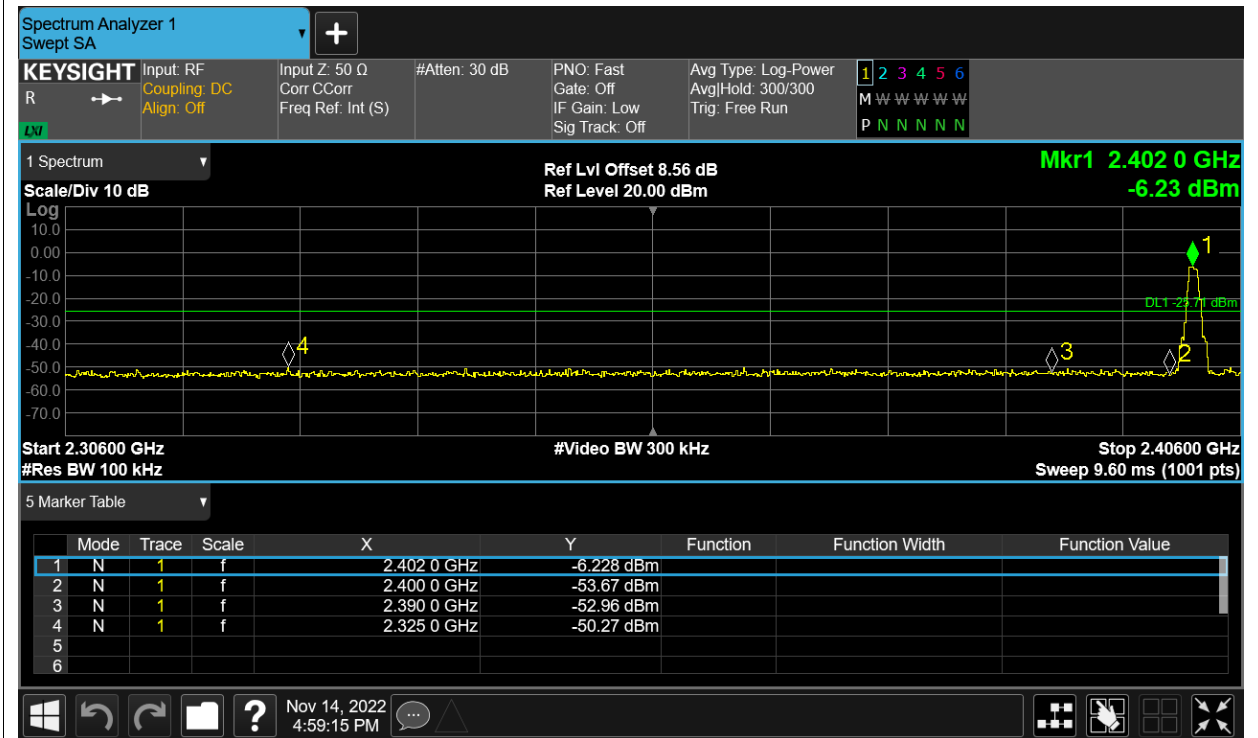 Spectrum Analyzer 1
Swept SA
KEYSIGHT
R
LXI
Input: RF
Coupling: DC
Align: Off
Input Z: 50 Ω
Corr CCorr
Freq Ref: Int (S)
#Atten: 30 dB
PNO: Fast
Gate: Off
IF Gain: Low
Sig Track: Off
Avg Type: Log-Power
Avg|Hold: 300/300
Trig: Free Run
1 2 3 4 5 6
M W W W W W
P N N N N N
1 Spectrum
Scale/Div 10 dB
Ref Lvl Offset 8.56 dB
Ref Level 20.00 dBm
Mkr1 2.402 0 GHz
-6.23 dBm
Log
10.0
0.00
-10.0
-20.0
-30.0
-40.0
-50.0
-60.0
-70.0
1
DL1 -25.71 dBm
4
3
2
Start 2.30600 GHz
#Video BW 300 kHz
Stop 2.40600 GHz
#Res BW 100 kHz
Sweep 9.60 ms (1001 pts)
5 Marker Table
Mode Trace Scale X Y Function Function Width Function Value
1 N 1 f 2.402 0 GHz -6.228 dBm
2 N 1 f 2.400 0 GHz -53.67 dBm
3 N 1 f 2.390 0 GHz -52.96 dBm
4 N 1 f 2.325 0 GHz -50.27 dBm
5
6
?
Nov 14, 2022
4:59:15 PM